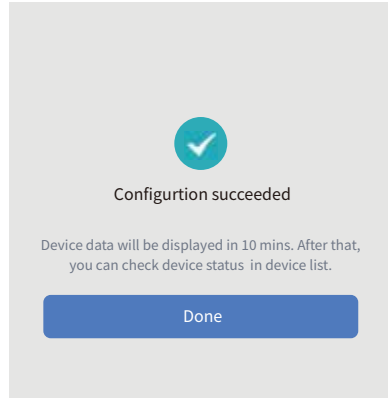 Configurtion succeeded
Device data will be displayed in 10 mins. After that,
you can check device status in device list.
Done